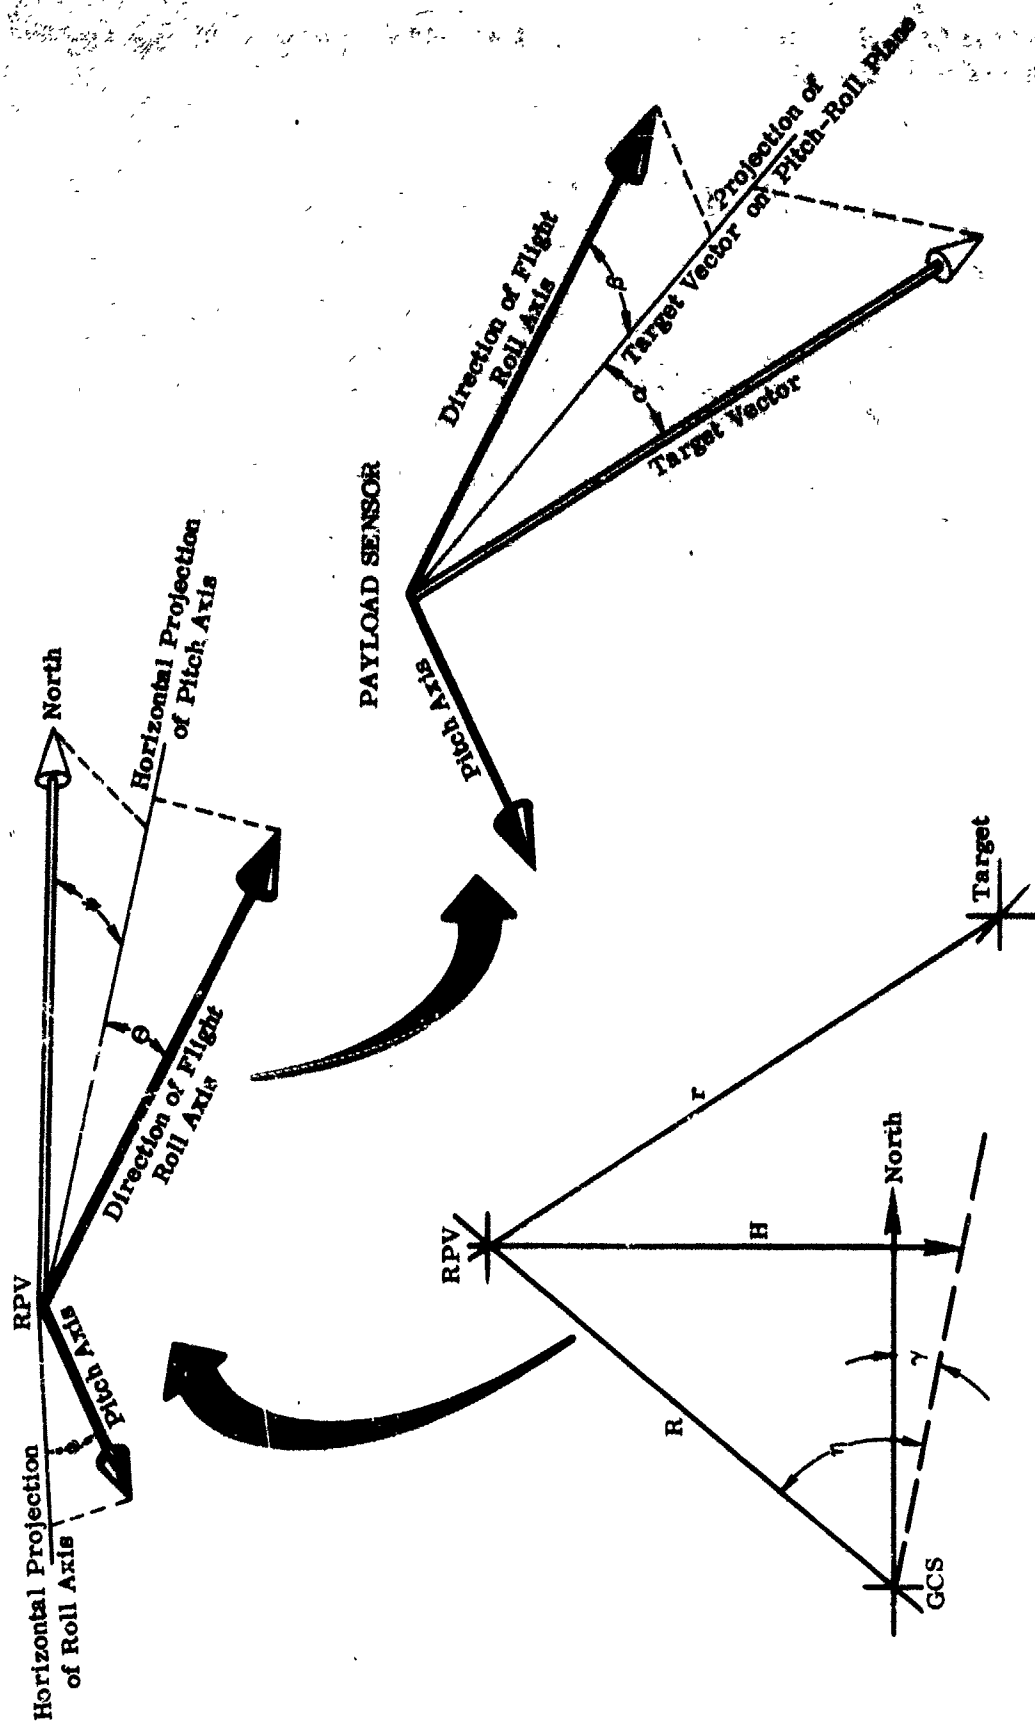 RPV
North
Horizontal Projection
of Roll Axis
Pitch Axis
Φ
Ψ
Θ
Horizontal Projection
of Pitch Axis
Direction of Flight
Roll Axis
PAYLOAD SENSOR
Pitch Axis
Direction of Flight
Roll Axis
β
α
Projection of
Target Vector on Pitch-Roll Plane
Target Vector
RPV
R
r
H
η
γ
GCS
North
Target